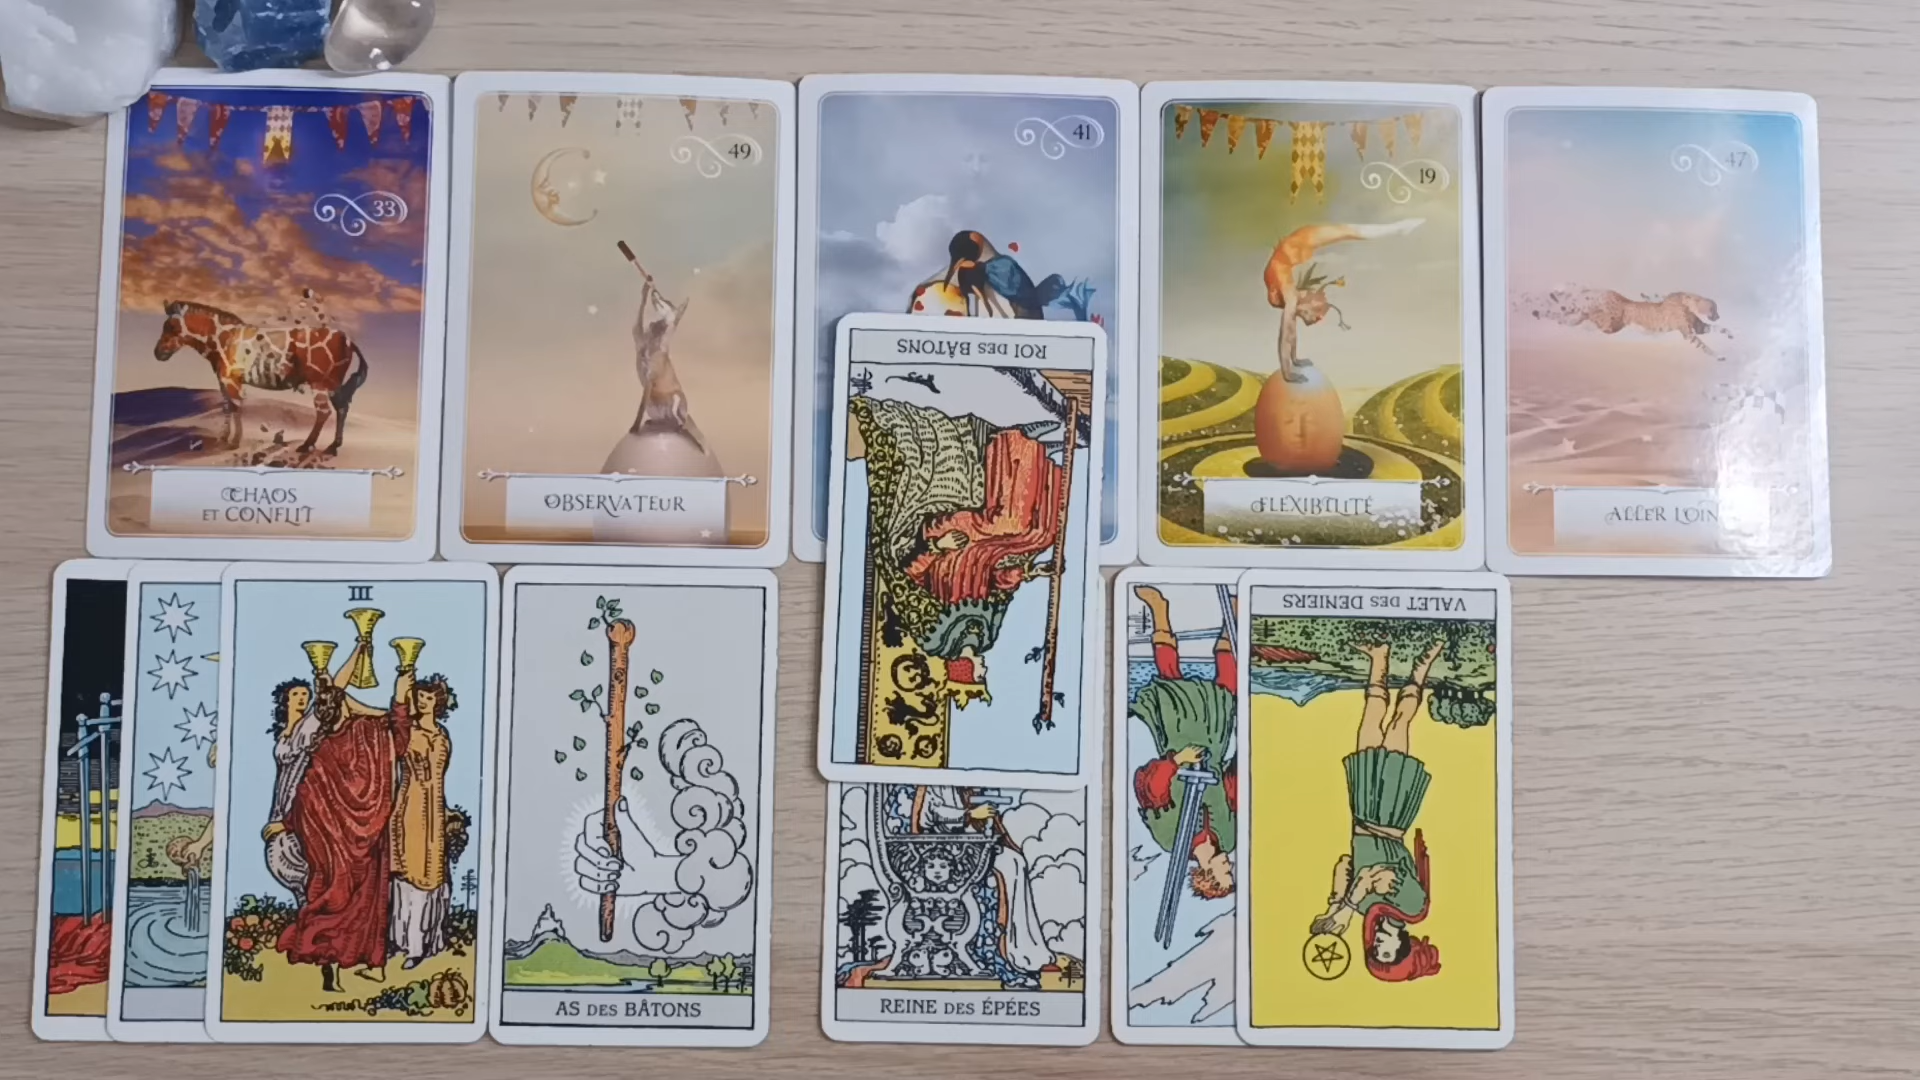 33
CHAOS
ET CONFLIT
49
OBSERVATEUR
41
19
FLEXIBILITÉ
47
ALLER LOIN
ROI DES BÂTONS
III
AS DES BÂTONS
REINE DES ÉPÉES
VALET DES DENIERS